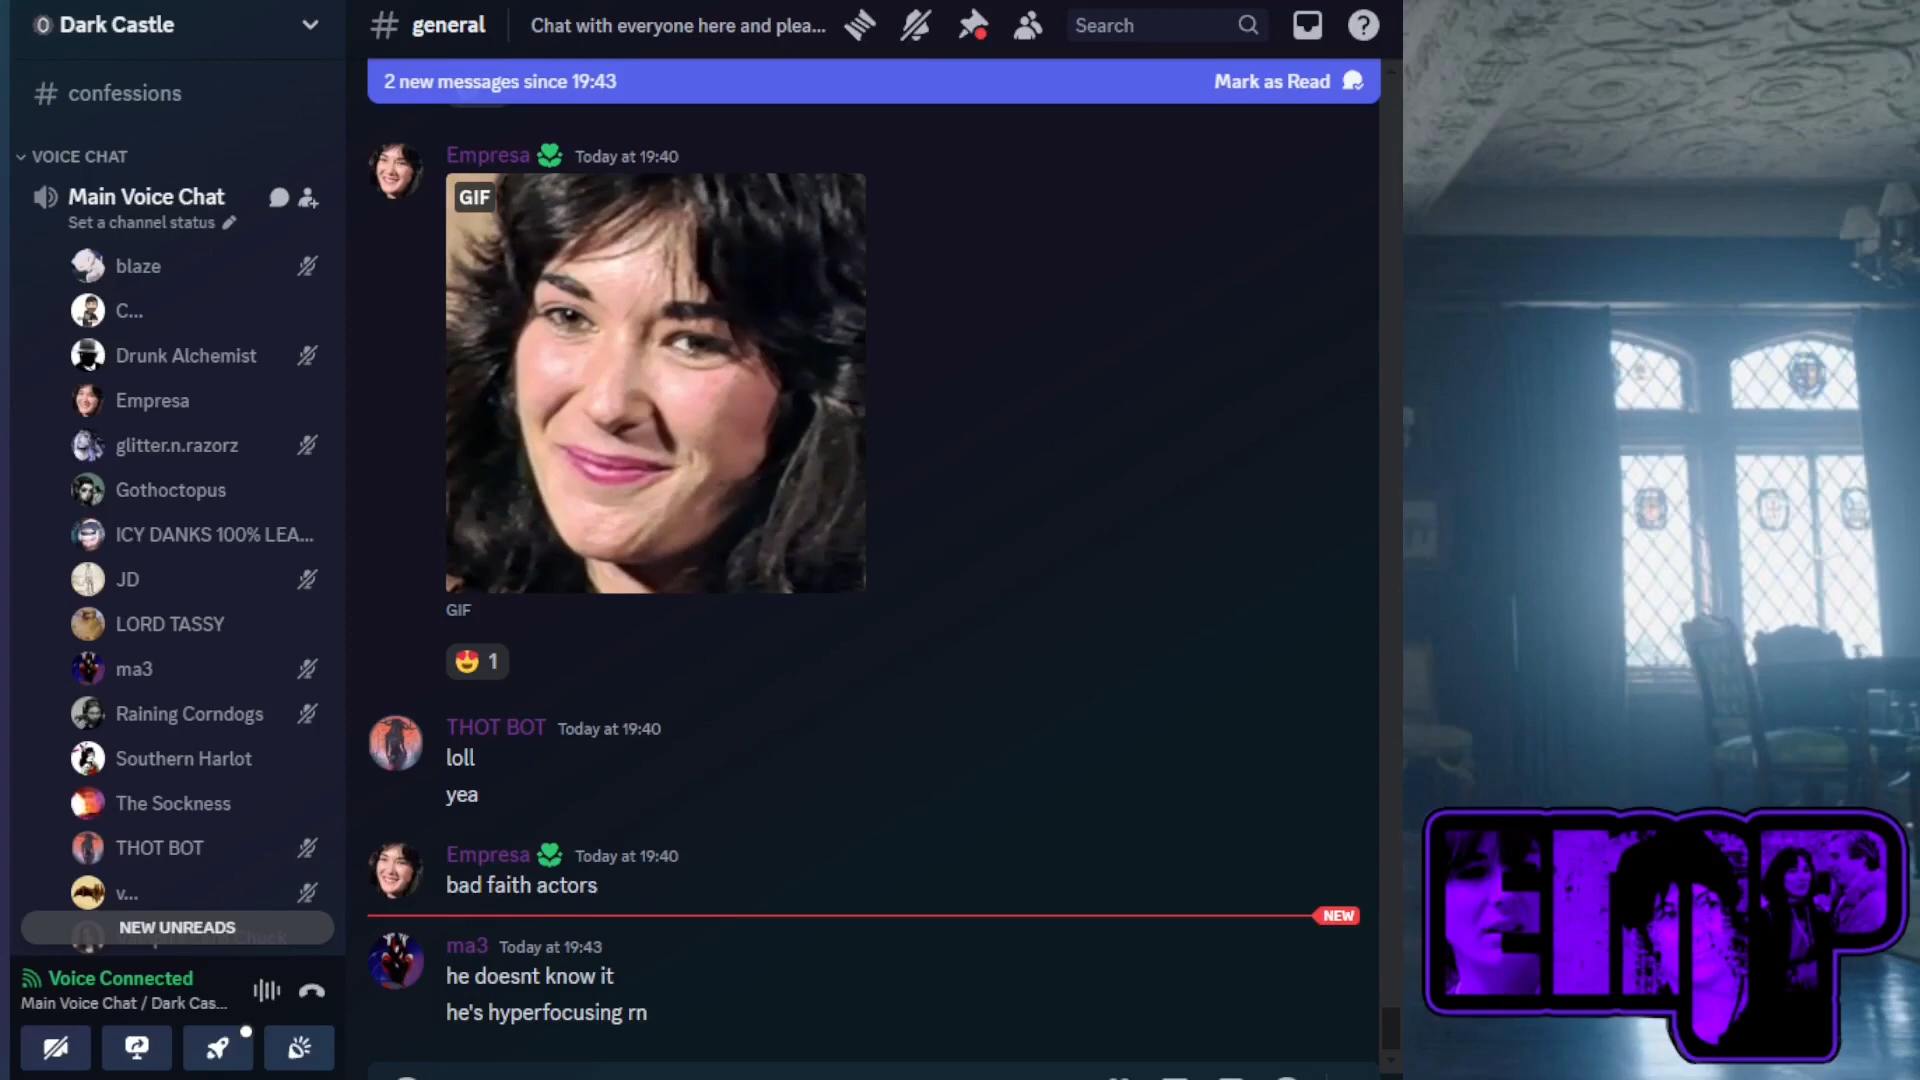 Dark Castle
confessions
VOICE CHAT
Main Voice Chat
Set a channel status
blaze
C...
Drunk Alchemist
Empresa
glitter.n.razorz
Gothoctopus
ICY DANKS 100% LEA...
JD
LORD TASSY
ma3
Raining Corndogs
Southern Harlot
The Sockness
THOT BOT
v...
NEW UNREADS
Voice Connected
Main Voice Chat / Dark Cas...
# general
Chat with everyone here and plea...
Search
2 new messages since 19:43
Mark as Read
Empresa Today at 19:40
GIF
GIF
1
THOT BOT Today at 19:40
loll
yea
Empresa Today at 19:40
bad faith actors
NEW
ma3 Today at 19:43
he doesnt know it
he's hyperfocusing rn
EMP